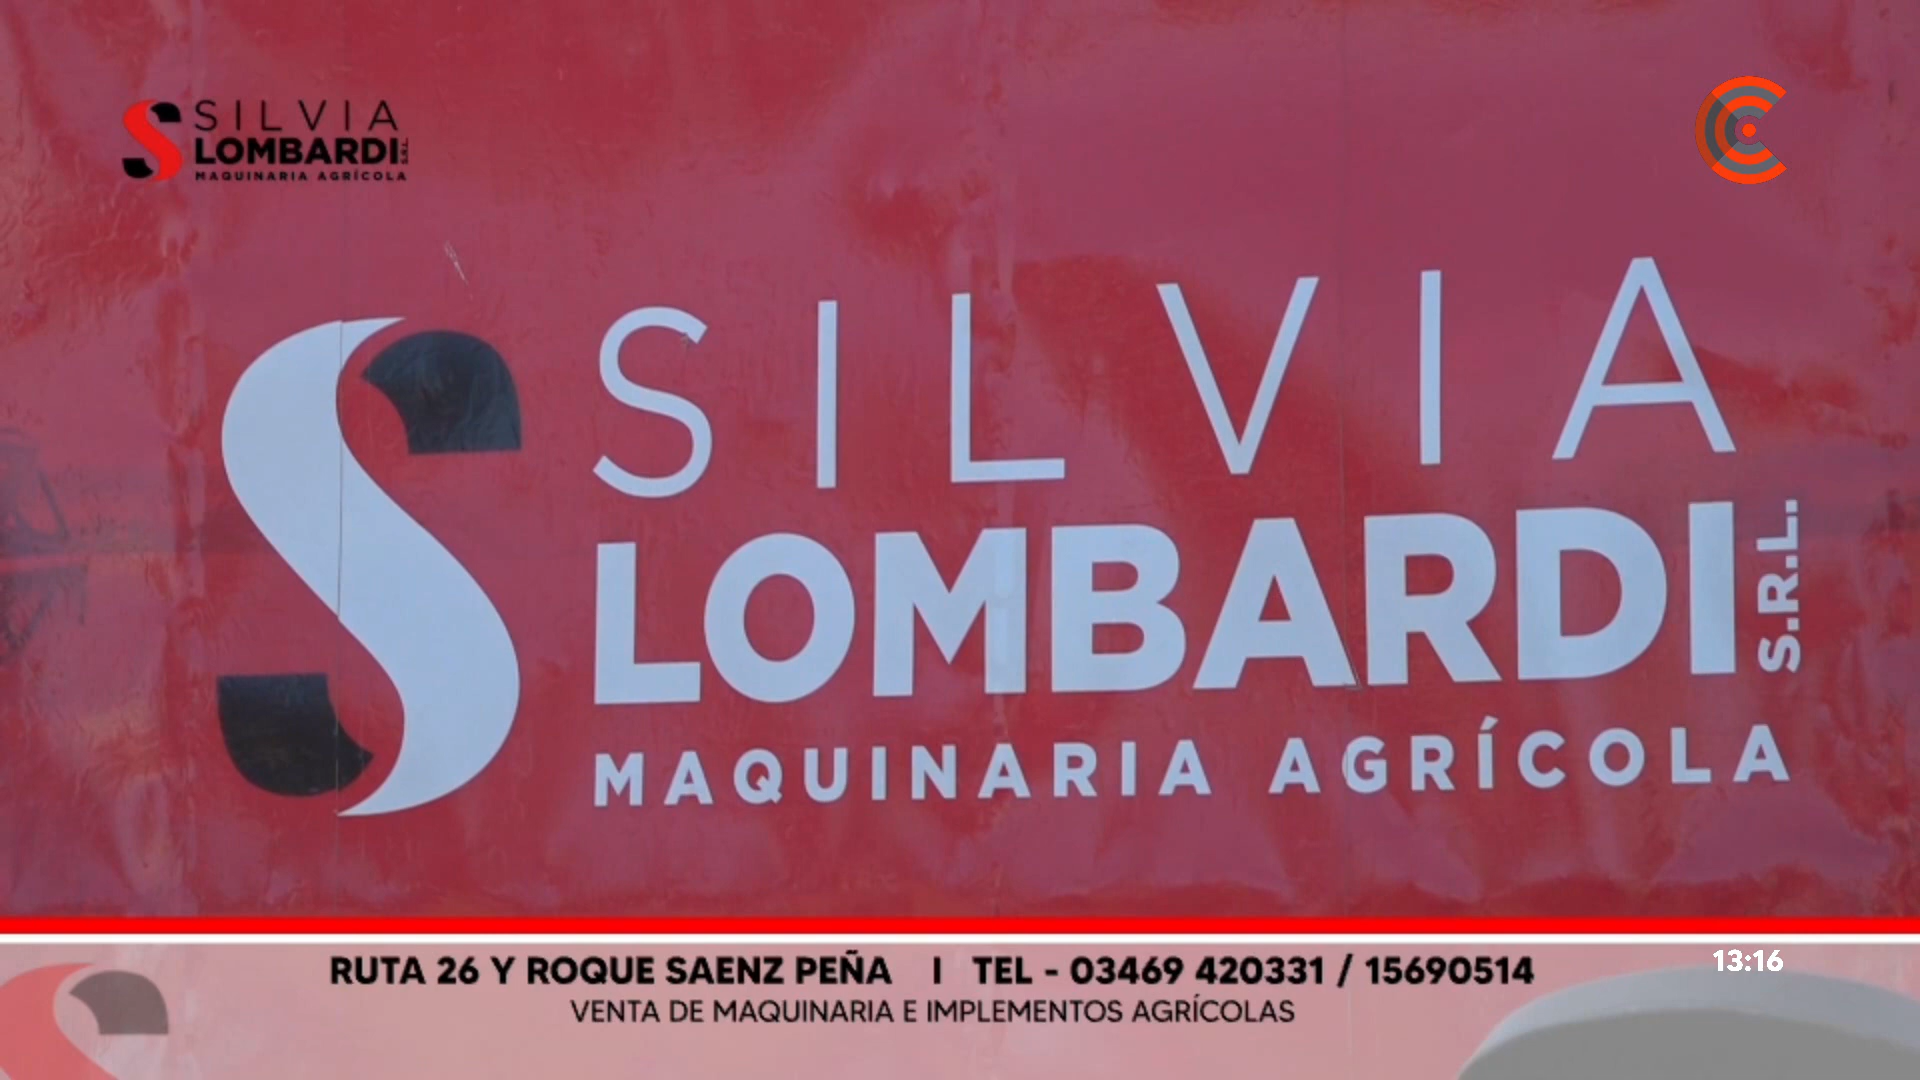 SILVIA
LOMBARDI S.R.L.
MAQUINARIA AGRÍCOLA
SILVIA
LOMBARDI S.R.L.
MAQUINARIA AGRÍCOLA
RUTA 26 Y ROQUE SAENZ PEÑA I TEL - 03469 420331 / 15690514
13:16
VENTA DE MAQUINARIA E IMPLEMENTOS AGRÍCOLAS